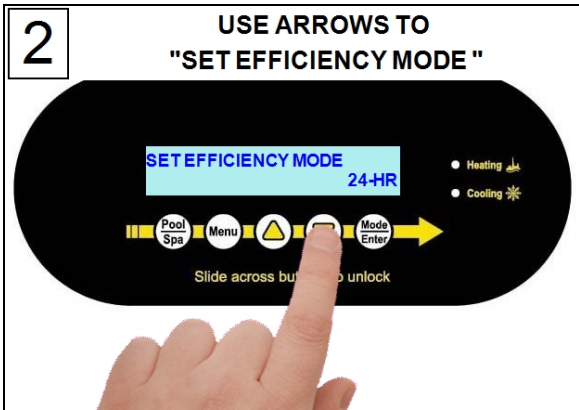 2
USE ARROWS TO
"SET EFFICIENCY MODE "
SET EFFICIENCY MODE
24-HR
Heating
Cooling
Pool
Spa
Menu
Mode
Enter
Slide across but o unlock